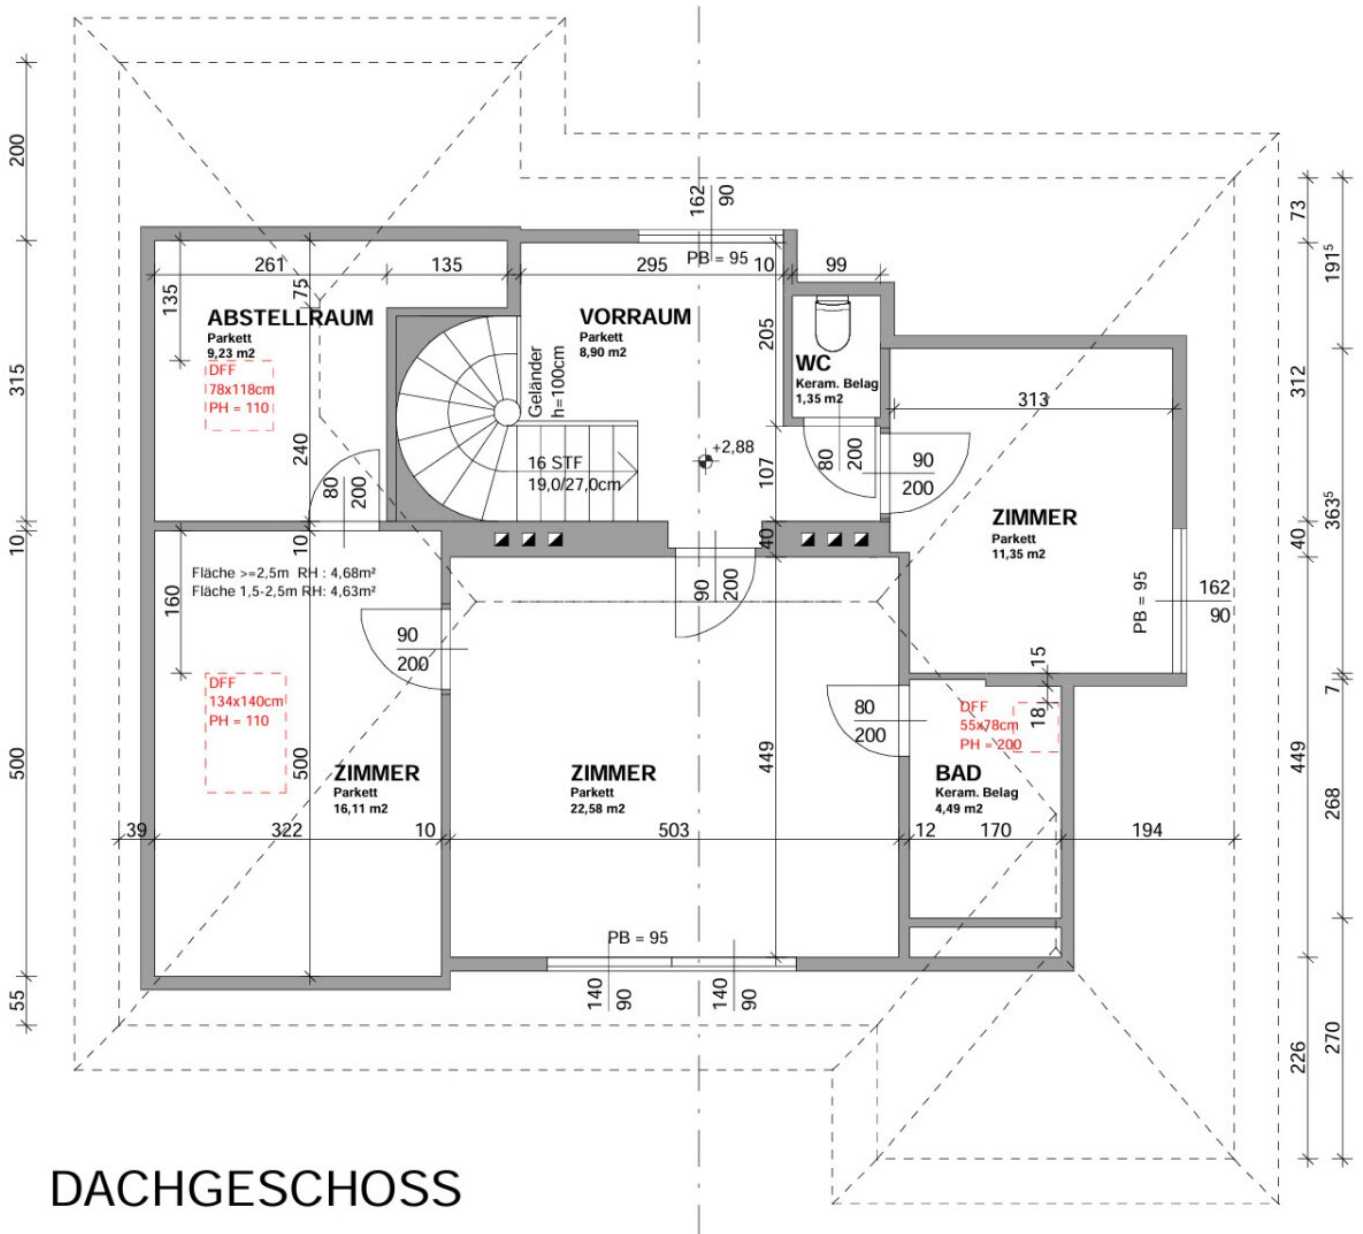 200
315
10
500
55
162
90
PB = 95
261
135
295
10
99
135
75
ABSTELLRAUM
Parkett
9,23 m2
DFF
78x118cm
PH = 110
240
80
200
Geländer
h=100cm
16 STF
19,0/27,0cm
VORRAUM
Parkett
8,90 m2
205
+2,88
107
WC
Keram. Belag
1,35 m2
80
200
90
200
313
ZIMMER
Parkett
11,35 m2
PB = 95
162
90
73
191⁵
312
363⁵
40
7
449
268
226
270
10
Fläche >=2,5m RH : 4,68m²
Fläche 1,5-2,5m RH: 4,63m²
160
90
200
DFF
134x140cm
PH = 110
500
ZIMMER
Parkett
16,11 m2
40
90
200
ZIMMER
Parkett
22,58 m2
449
80
200
15
18
DFF
55x78cm
PH = 200
BAD
Keram. Belag
4,49 m2
39
322
10
503
12
170
194
PB = 95
140
90
140
90
DACHGESCHOSS